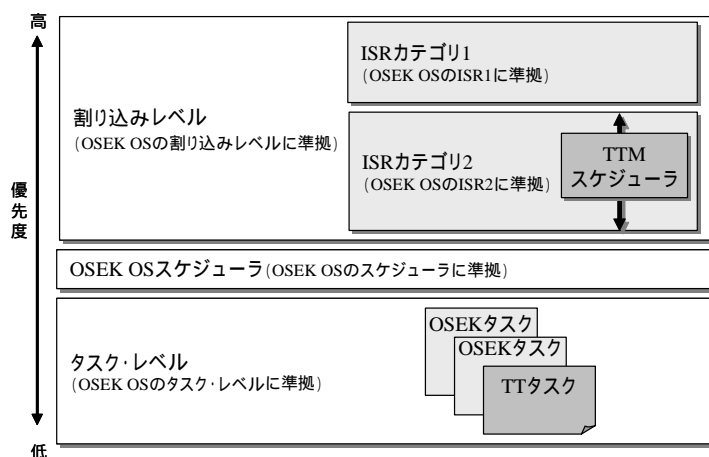 高
ISRカテゴリ1
(OSEK OSのISR1に準拠)
割り込みレベル
(OSEK OSの割り込みレベルに準拠)
ISRカテゴリ2
(OSEK OSのISR2に準拠)
TTM
スケジューラ
優先度
OSEK OSスケジューラ(OSEK OSのスケジューラに準拠)
OSEKタスク
OSEKタスク
タスク・レベル
(OSEK OSのタスク・レベルに準拠)
TTタスク
低